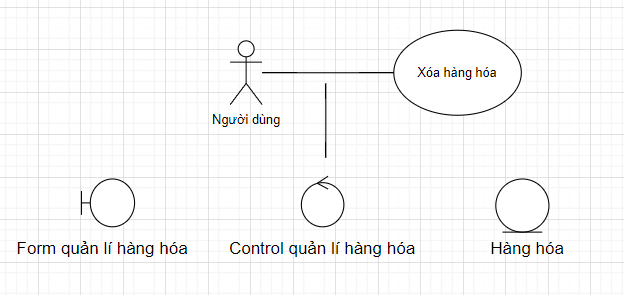 Xóa hàng hóa
Người dùng
Form quản lí hàng hóa
Control quản lí hàng hóa
Hàng hóa